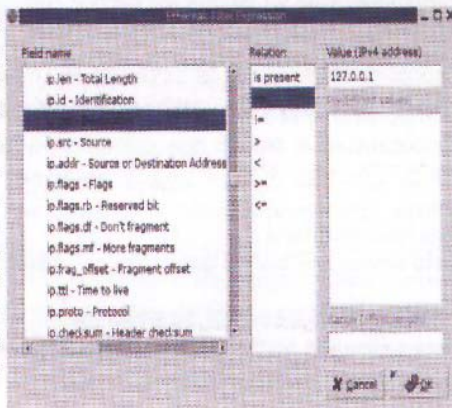 Ethereal: Filter Expression
Field name
Relation
Value (IPv4 address)
ip.len - Total Length
ip.id - Identification
ip.src - Source
ip.addr - Source or Destination Address
ip.flags - Flags
ip.flags.rb - Reserved bit
ip.flags.df - Don't fragment
ip.flags.mf - More fragments
ip.frag_offset - Fragment offset
ip.ttl - Time to live
ip.proto - Protocol
ip.checksum - Header checksum
is present
!=
>
<
>=
<=
127.0.0.1
Predefined values:
Cancel
OK